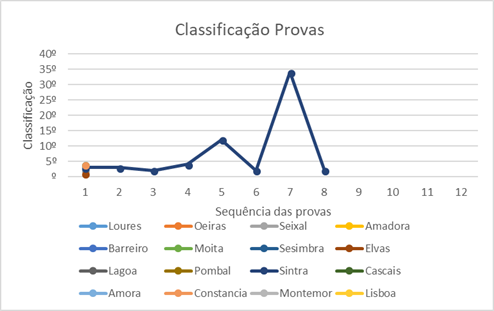 Classificação Provas
40º
35º
30º
25º
20º
15º
10º
5º
º
Classificação
1 2 3 4 5 6 7 8 9 10 11 12
Sequência das provas
Loures Oeiras Seixal Amadora
Barreiro Moita Sesimbra Elvas
Lagoa Pombal Sintra Cascais
Amora Constancia Montemor Lisboa